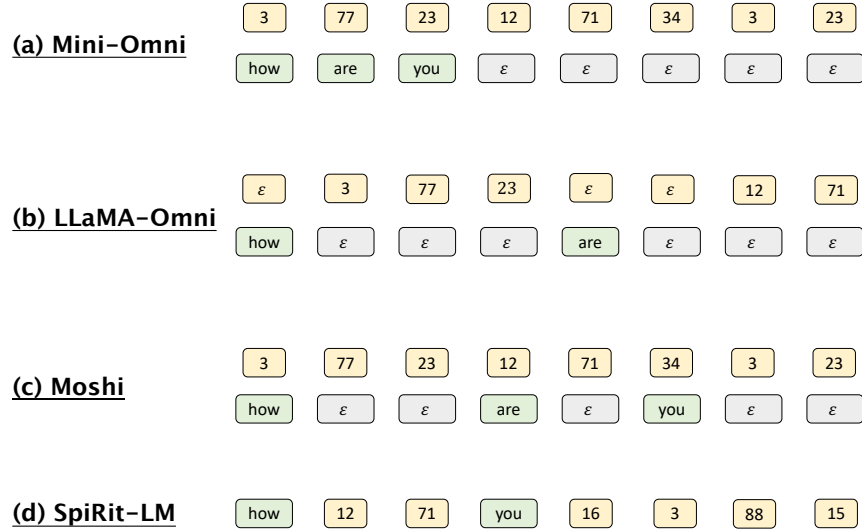 3 77 23 12 71 34 3 23
(a) Mini-Omni
how are you ε ε ε ε ε
ε 3 77 23 ε ε 12 71
(b) LLaMA-Omni
how ε ε ε are ε ε ε
3 77 23 12 71 34 3 23
(c) Moshi
how ε ε are ε you ε ε
(d) SpiRit-LM how 12 71 you 16 3 88 15